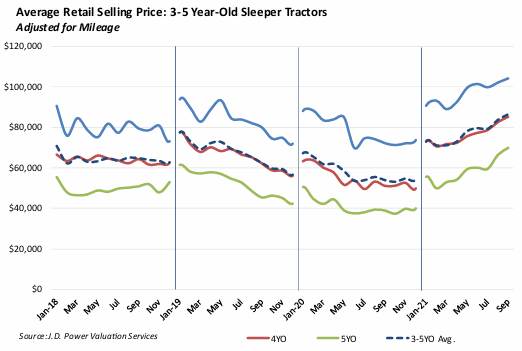 Average Retail Selling Price: 3-5 Year-Old Sleeper Tractors
Adjusted for Mileage
$120,000
$100,000
$80,000
$60,000
$40,000
$20,000
$0
Jan-18 Mar May Jul Sep Nov Jan-19 Mar May Jul Sep Nov Jan-20 Mar May Jul Sep Nov Jan-21 Mar May Jul Sep
Source: J.D. Power Valuation Services
4YO 5YO 3-5YO Avg.